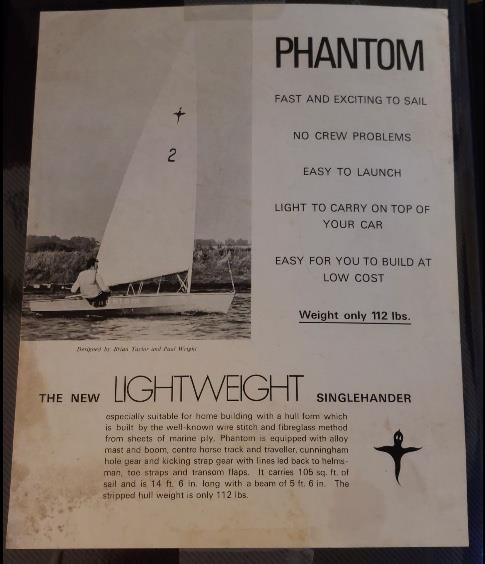 PHANTOM
FAST AND EXCITING TO SAIL
NO CREW PROBLEMS
EASY TO LAUNCH
LIGHT TO CARRY ON TOP OF
YOUR CAR
EASY FOR YOU TO BUILD AT
LOW COST
Weight only 112 lbs.
2
Phantom
Designed by Brian Taylor and Paul Wright
THE NEW LIGHTWEIGHT SINGLEHANDER
especially suitable for home building with a hull form which
is built by the well-known wire stitch and fibreglass method
from sheets of marine ply. Phantom is equipped with alloy
mast and boom, centre horse track and traveller, cunningham
hole gear and kicking strap gear with lines led back to helms-
man, toe straps and transom flaps. It carries 105 sq. ft. of
sail and is 14 ft. 6 in. long with a beam of 5 ft. 6 in. The
stripped hull weight is only 112 lbs.